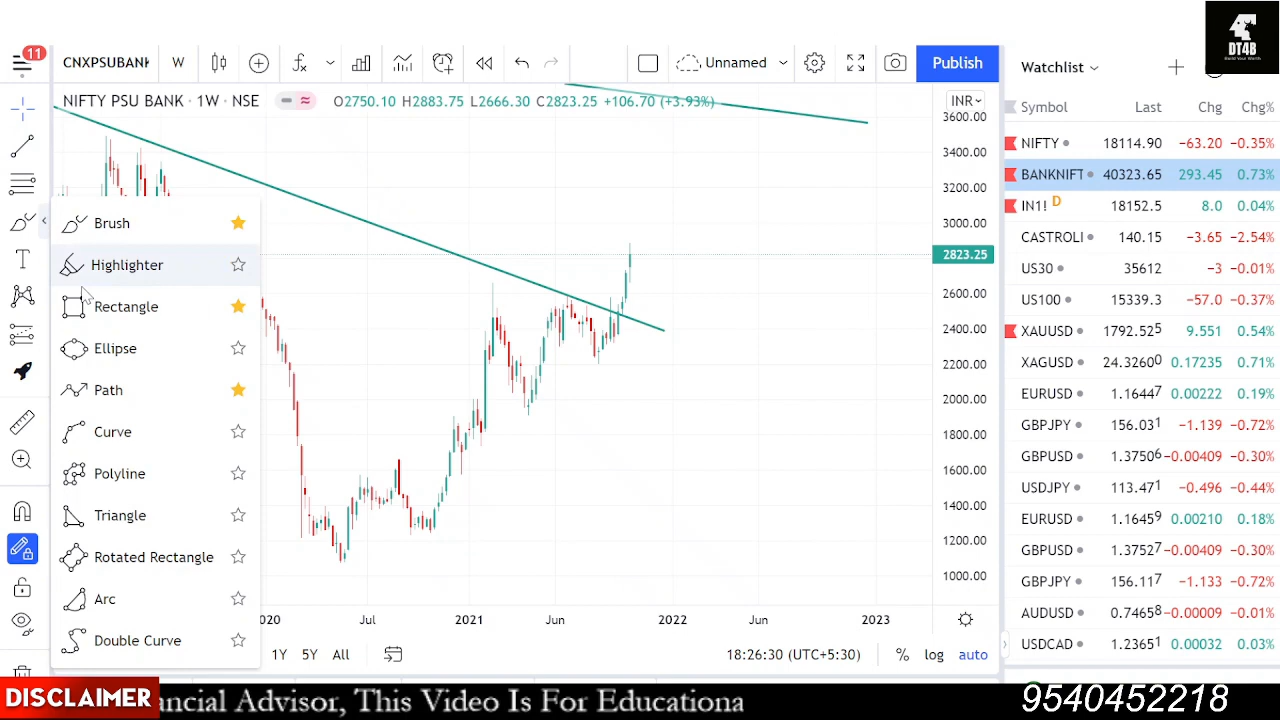 DT4B
Build Your Worth
11
CNXPSUBANK W Unnamed Publish
NIFTY PSU BANK · 1W · NSE O2750.10 H2883.75 L2666.30 C2823.25 +106.70 (+3.93%)
INR
3600.00
3400.00
3200.00
3000.00
2823.25
2600.00
2400.00
2200.00
2000.00
1800.00
1600.00
1400.00
1200.00
1000.00
Brush
Highlighter
Rectangle
Ellipse
Path
Curve
Polyline
Triangle
Rotated Rectangle
Arc
Double Curve
020 Jul 2021 Jun 2022 Jun 2023
1Y 5Y All 18:26:30 (UTC+5:30) % log auto
Watchlist
Symbol Last Chg Chg%
NIFTY 18114.90 −63.20 −0.35%
BANKNIFT 40323.65 293.45 0.73%
IN1! D 18152.5 8.0 0.04%
CASTROLI 140.15 −3.65 −2.54%
US30 35612 −3 −0.01%
US100 15339.3 −57.0 −0.37%
XAUUSD 1792.525 9.551 0.54%
XAGUSD 24.32600 0.17235 0.71%
EURUSD 1.16447 0.00222 0.19%
GBPJPY 156.031 −1.139 −0.72%
GBPUSD 1.37506 −0.00409 −0.30%
USDJPY 113.471 −0.496 −0.44%
EURUSD 1.16459 0.00210 0.18%
GBPUSD 1.37527 −0.00409 −0.30%
GBPJPY 156.117 −1.133 −0.72%
AUDUSD 0.74658 −0.00009 −0.01%
USDCAD 1.23651 0.00032 0.03%
DISCLAIMER ancial Advisor, This Video Is For Educationa 9540452218